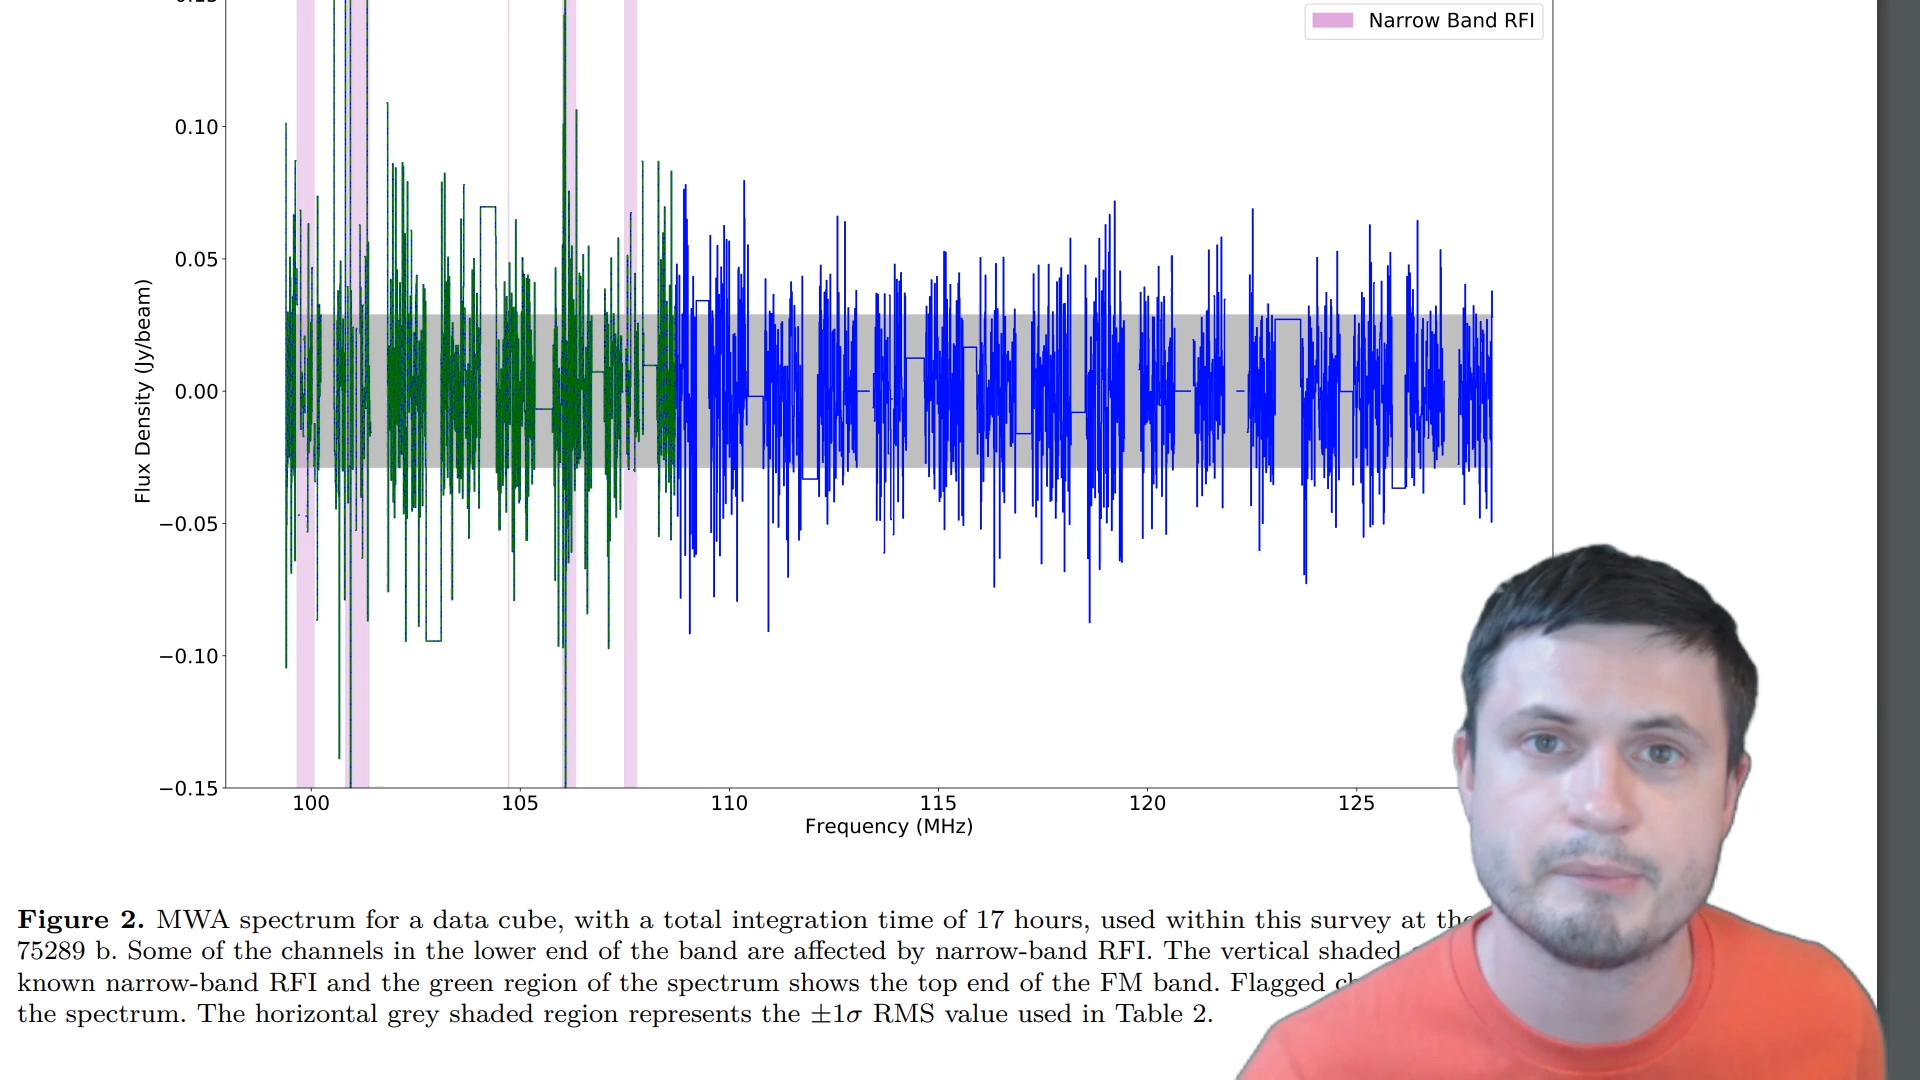 Narrow Band RFI
0.10
0.05
0.00
−0.05
−0.10
−0.15
Flux Density (Jy/beam)
100 105 110 115 120 125
Frequency (MHz)
Figure 2. MWA spectrum for a data cube, with a total integration time of 17 hours, used within this survey at the
75289 b. Some of the channels in the lower end of the band are affected by narrow-band RFI. The vertical shaded
known narrow-band RFI and the green region of the spectrum shows the top end of the FM band. Flagged
the spectrum. The horizontal grey shaded region represents the ±1σ RMS value used in Table 2.